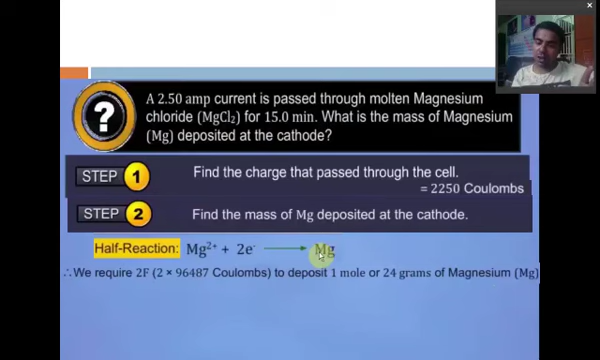 ?
A 2.50 amp current is passed through molten Magnesium
chloride (MgCl₂) for 15.0 min. What is the mass of Magnesium
(Mg) deposited at the cathode?
STEP 1
Find the charge that passed through the cell.
= 2250 Coulombs
STEP 2
Find the mass of Mg deposited at the cathode.
Half-Reaction: Mg²⁺ + 2e⁻ ⟶ Mg
∴ We require 2F (2 × 96487 Coulombs) to deposit 1 mole or 24 grams of Magnesium (Mg)